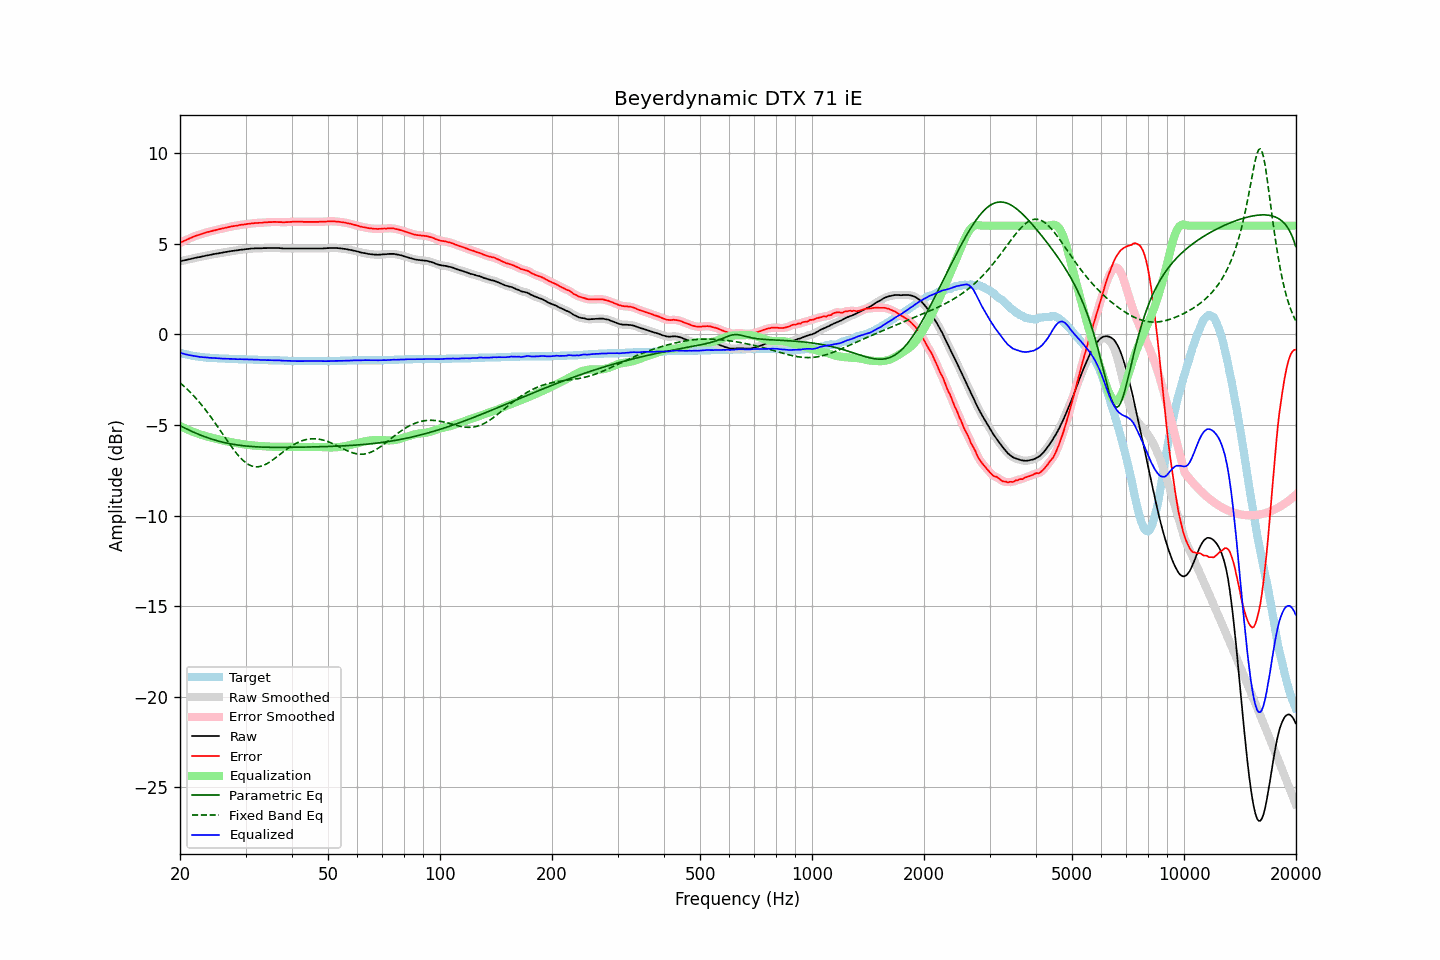 Beyerdynamic DTX 71 iE
Amplitude (dBr)
10
5
0
−5
−10
−15
−20
−25
Target
Raw Smoothed
Error Smoothed
Raw
Error
Equalization
Parametric Eq
Fixed Band Eq
Equalized
20 50 100 200 500 1000 2000 5000 10000 20000
Frequency (Hz)